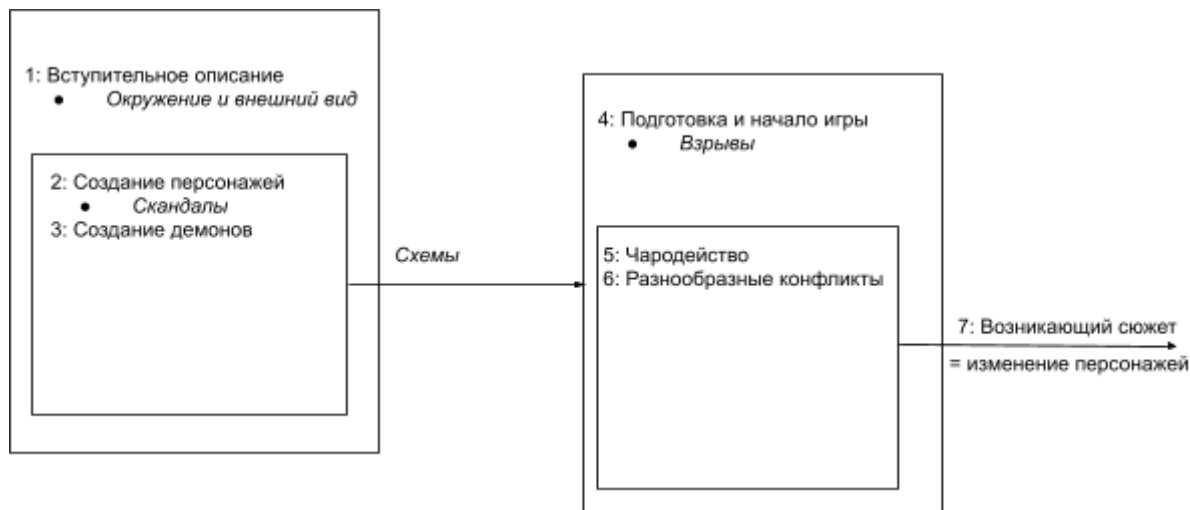 1: Вступительное описание
● Окружение и внешний вид
2: Создание персонажей
● Скандалы
3: Создание демонов
Схемы
4: Подготовка и начало игры
● Взрывы
5: Чародейство
6: Разнообразные конфликты
7: Возникающий сюжет
= изменение персонажей